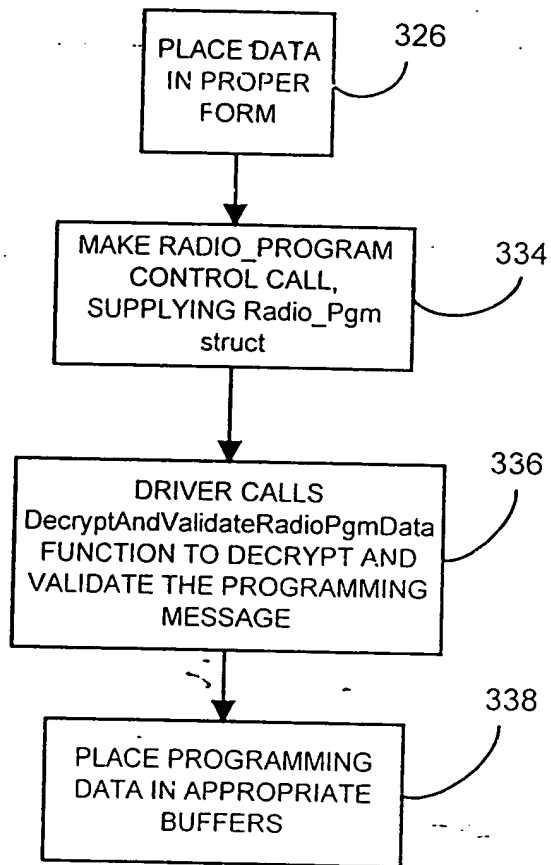 PLACE DATA
IN PROPER
FORM
326
MAKE RADIO_PROGRAM
CONTROL CALL,
SUPPLYING Radio_Pgm
struct
334
DRIVER CALLS
DecryptAndValidateRadioPgmData
FUNCTION TO DECRYPT AND
VALIDATE THE PROGRAMMING
MESSAGE
336
PLACE PROGRAMMING
DATA IN APPROPRIATE
BUFFERS
338